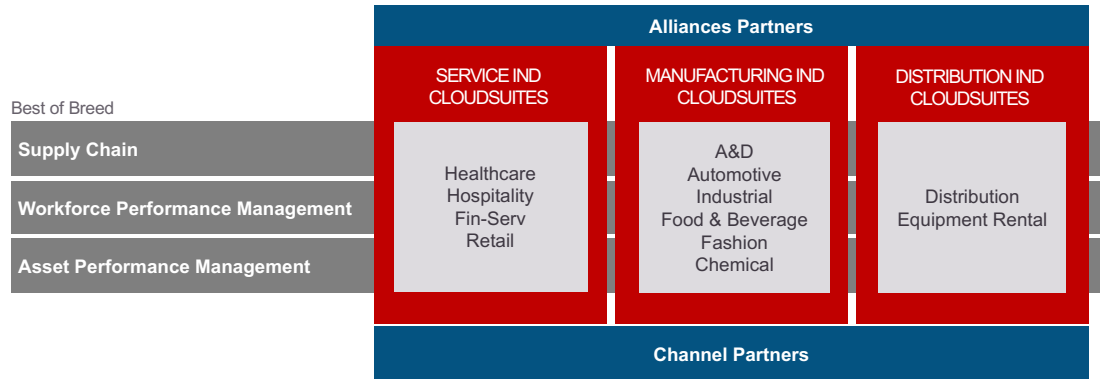 Alliances Partners
SERVICE IND
CLOUDSUITES
MANUFACTURING IND
CLOUDSUITES
DISTRIBUTION IND
CLOUDSUITES
Best of Breed
Supply Chain
Workforce Performance Management
Asset Performance Management
Healthcare
Hospitality
Fin-Serv
Retail
A&D
Automotive
Industrial
Food & Beverage
Fashion
Chemical
Distribution
Equipment Rental
Channel Partners